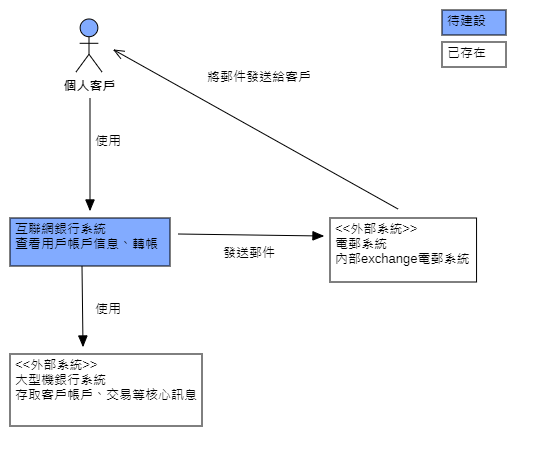 待建設
已存在
將郵件發送給客戶
個人客戶
使用
互聯網銀行系統
查看用戶帳戶信息、轉帳
發送郵件
<<外部系統>>
電郵系統
內部exchange電郵系統
使用
<<外部系統>>
大型機銀行系統
存取客戶帳戶、交易等核心訊息